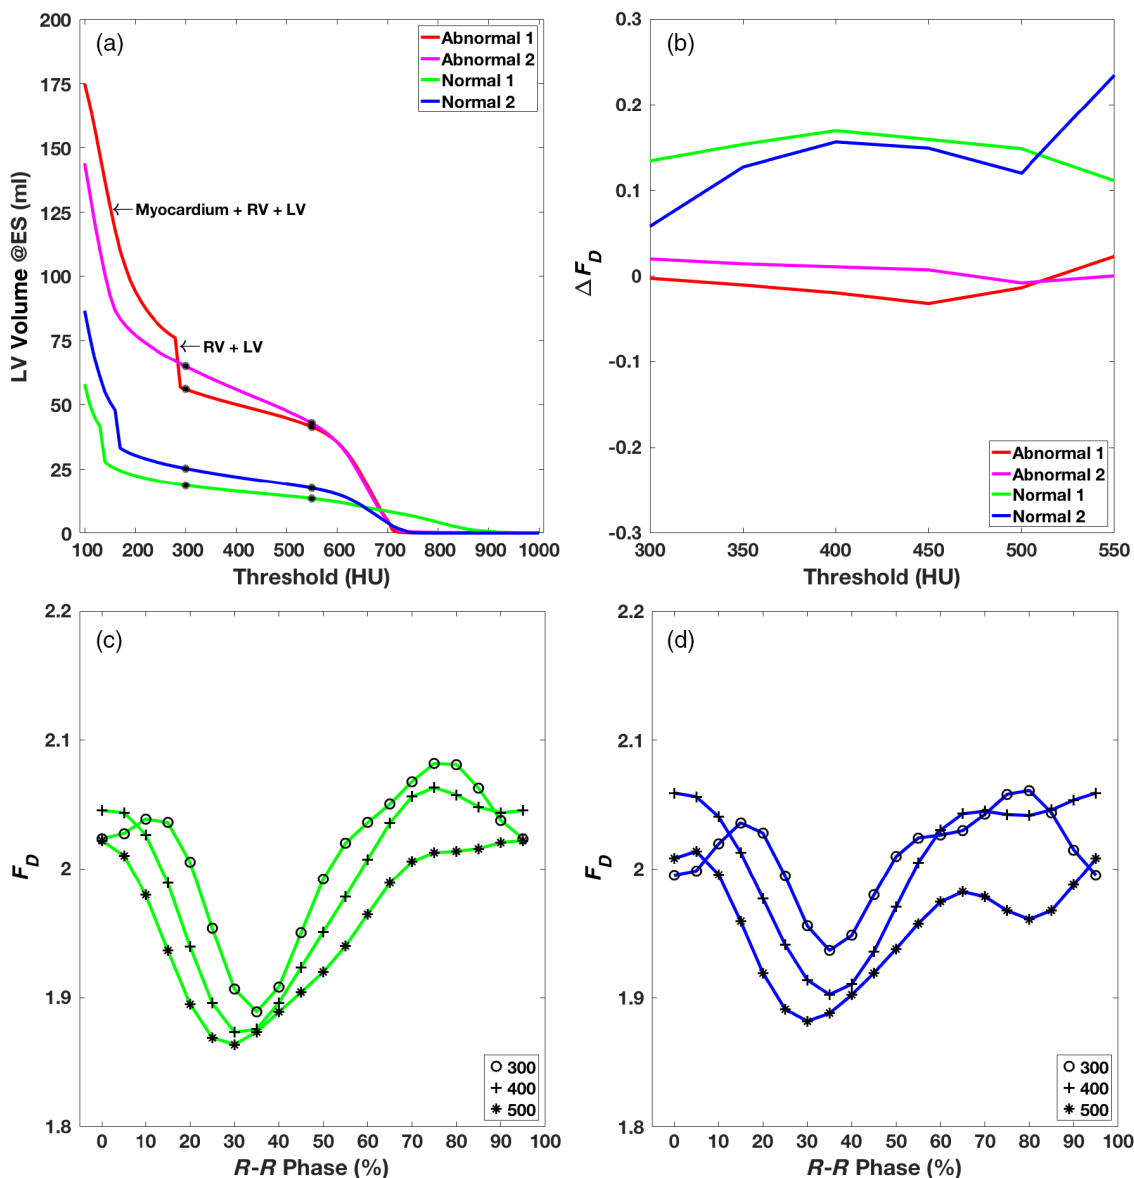 (a)
200
175
150
125
100
75
50
25
0
LV Volume @ES (ml)
Abnormal 1
Abnormal 2
Normal 1
Normal 2
←Myocardium + RV + LV
←RV + LV
100 200 300 400 500 600 700 800 900 1000
Threshold (HU)
(b)
0.3
0.2
0.1
0
-0.1
-0.2
-0.3
ΔF_D
Abnormal 1
Abnormal 2
Normal 1
Normal 2
300 350 400 450 500 550
Threshold (HU)
(c)
2.2
2.1
2
1.9
1.8
F_D
300
400
500
0 10 20 30 40 50 60 70 80 90 100
R-R Phase (%)
(d)
2.2
2.1
2
1.9
1.8
F_D
300
400
500
0 10 20 30 40 50 60 70 80 90 100
R-R Phase (%)